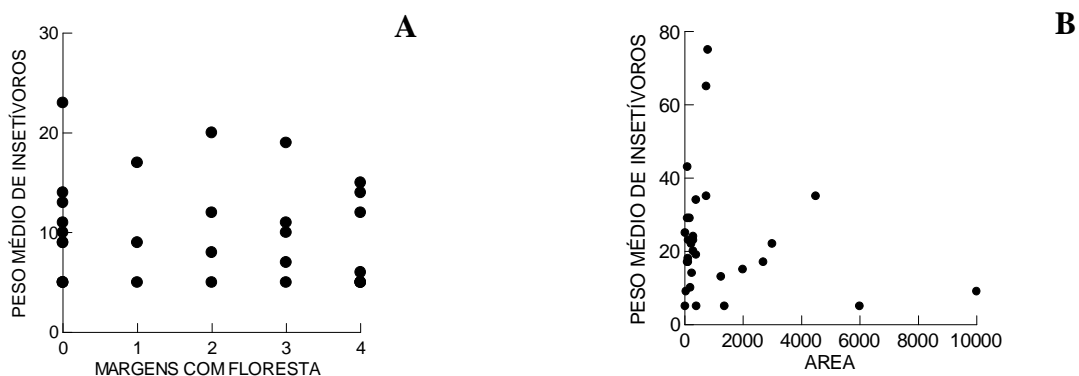 A
PESO MÉDIO DE INSETÍVOROS
30
20
10
0
0 1 2 3 4
MARGENS COM FLORESTA
B
PESO MÉDIO DE INSETÍVOROS
80
60
40
20
0
0 2000 4000 6000 8000 10000
AREA